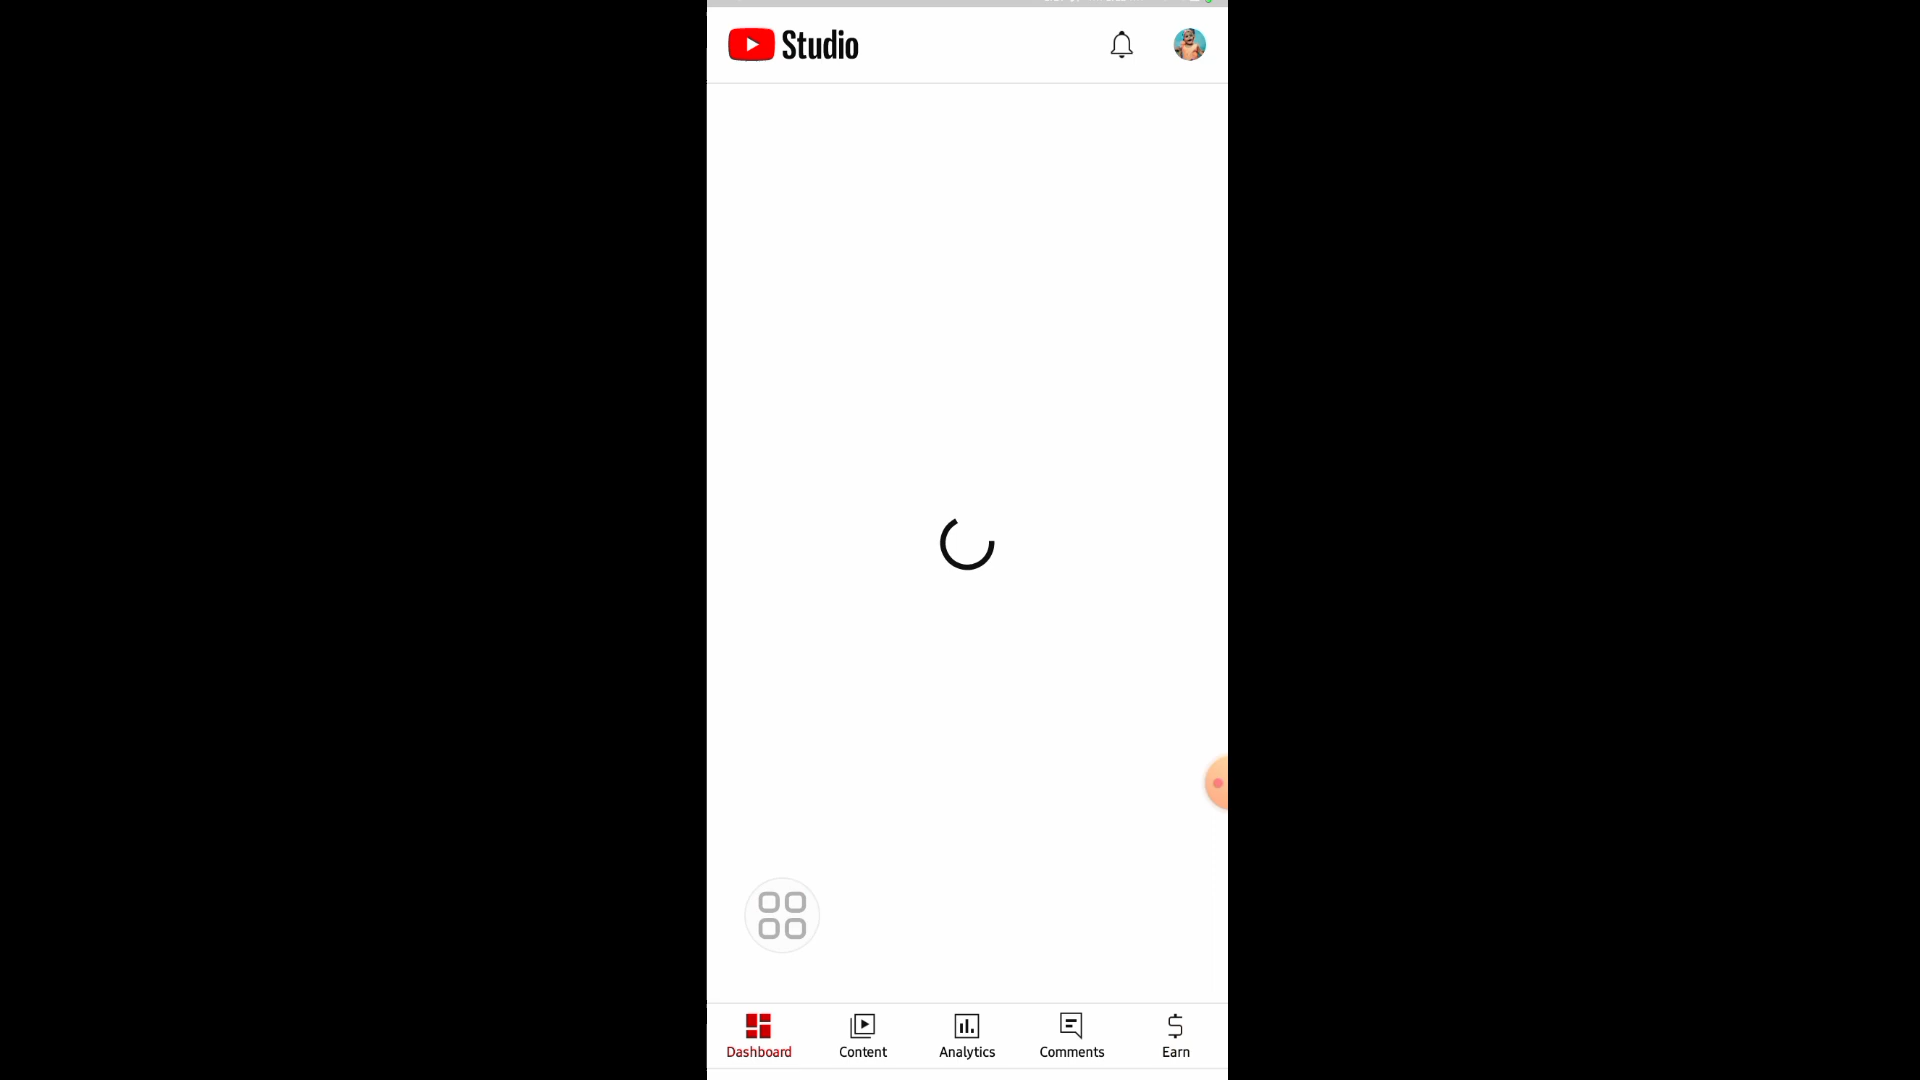 Studio
Dashboard
Content
Analytics
Comments
Earn